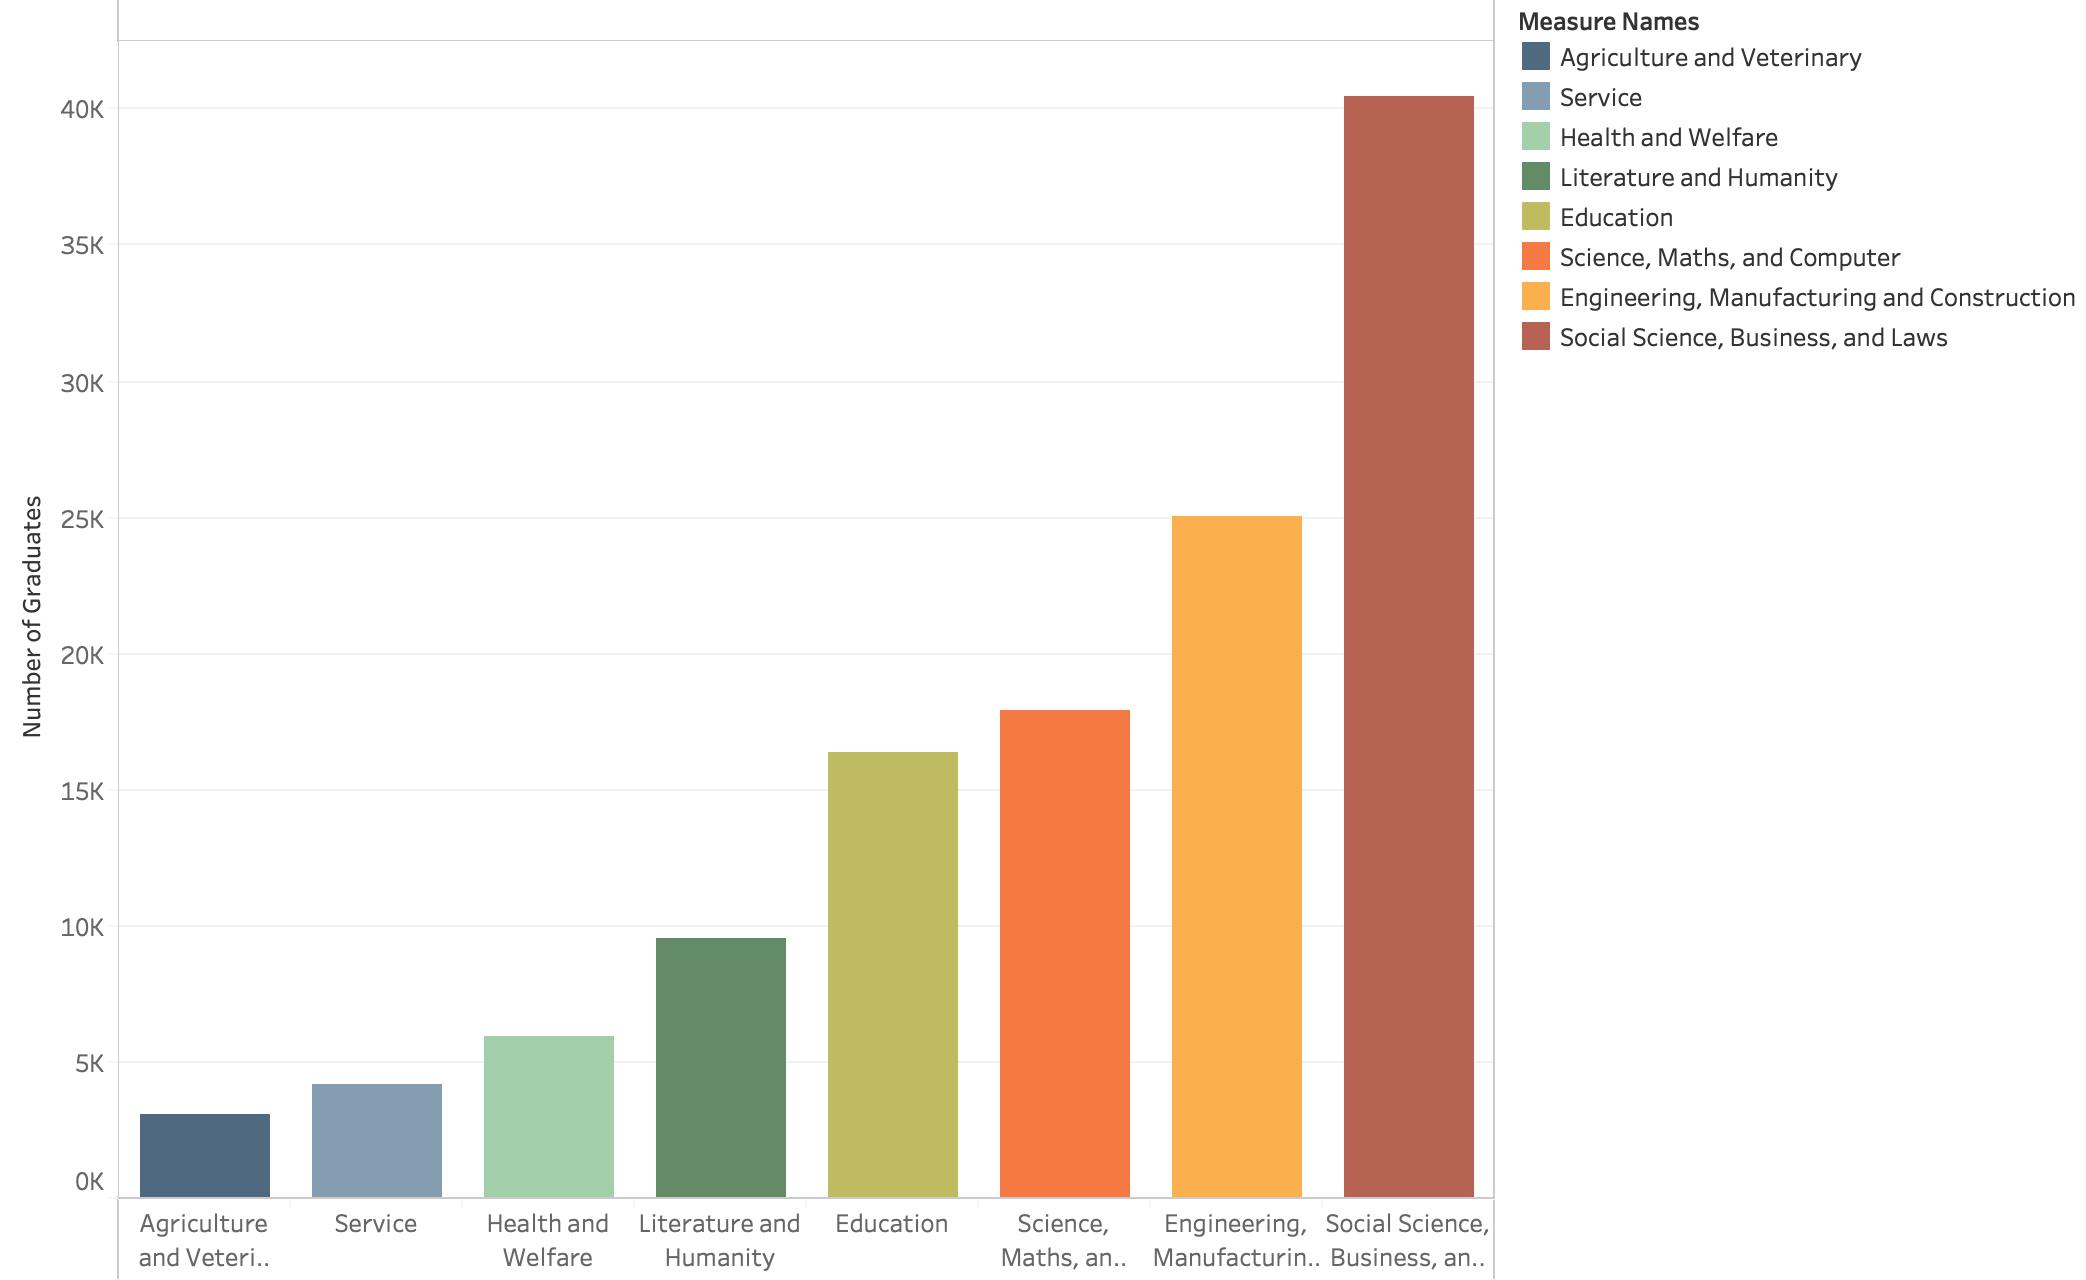 Measure Names
Agriculture and Veterinary
Service
Health and Welfare
Literature and Humanity
Education
Science, Maths, and Computer
Engineering, Manufacturing and Construction
Social Science, Business, and Laws
Number of Graduates
40K
35K
30K
25K
20K
15K
10K
5K
0K
Agriculture
and Veteri..
Service
Health and
Welfare
Literature and
Humanity
Education
Science,
Maths, an..
Engineering,
Manufacturin..
Social Science,
Business, an..